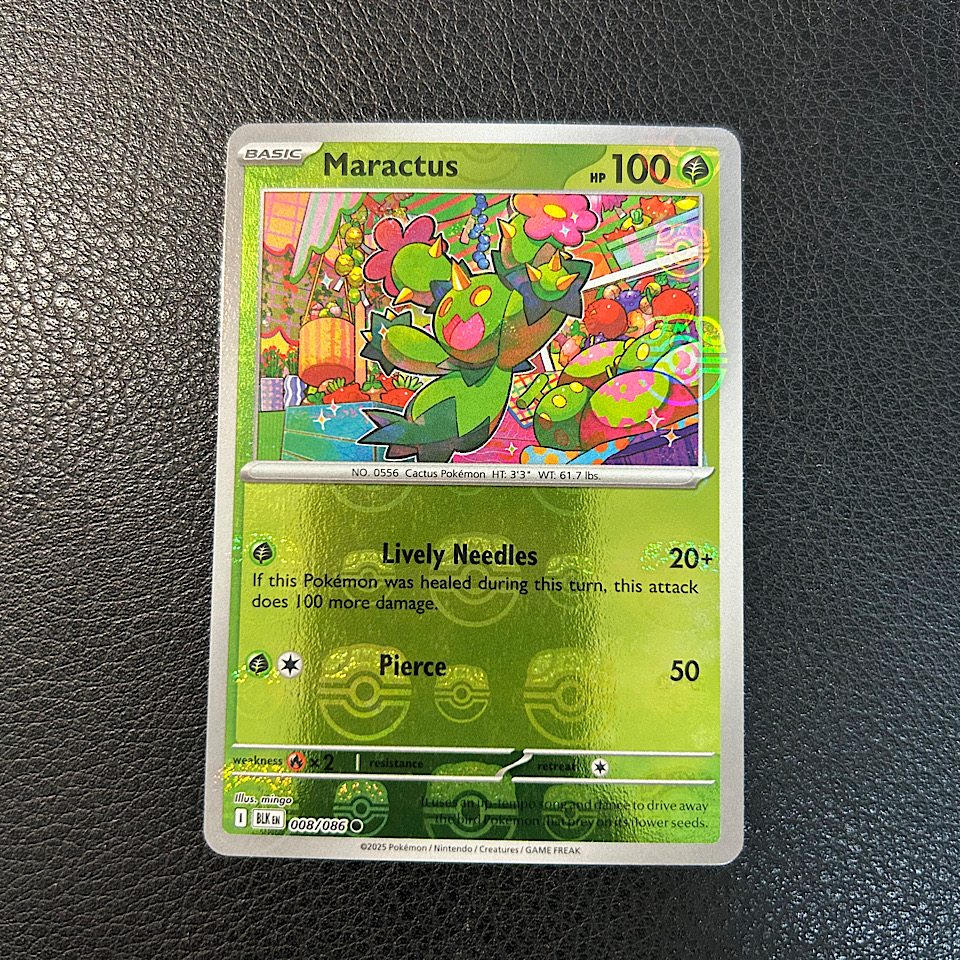 BASIC Maractus HP 100
NO. 0556 Cactus Pokémon HT: 3'3" WT: 61.7 lbs.
Lively Needles 20+
If this Pokémon was healed during this turn, this attack
does 100 more damage.
Pierce 50
weakness ×2 resistance retreat
Illus. mingo
It uses an up-tempo song and dance to drive away
the bird Pokémon that prey on its flower seeds.
I BLK EN 008/086
©2025 Pokémon / Nintendo / Creatures / GAME FREAK